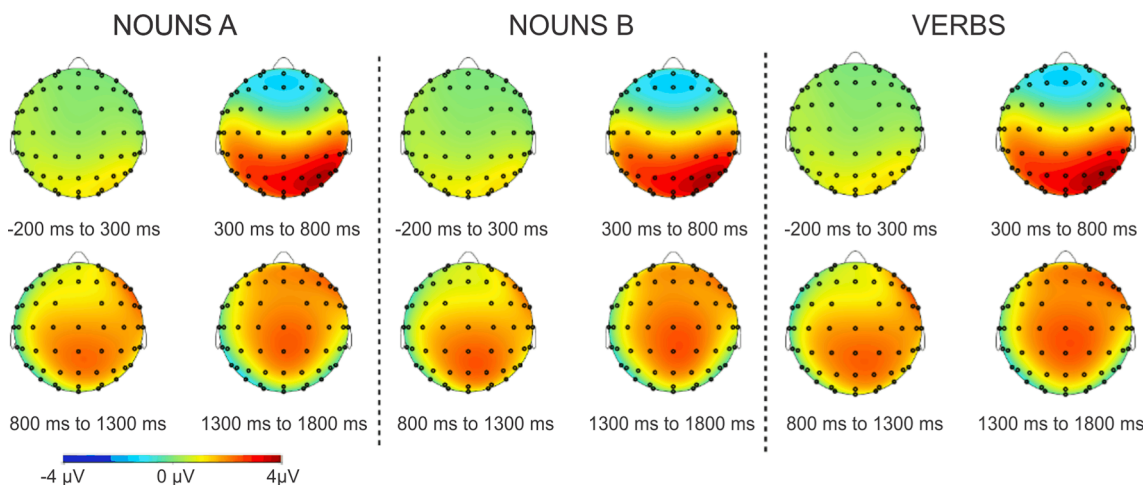 NOUNS A
NOUNS B
VERBS
-200 ms to 300 ms
300 ms to 800 ms
-200 ms to 300 ms
300 ms to 800 ms
-200 ms to 300 ms
300 ms to 800 ms
800 ms to 1300 ms
1300 ms to 1800 ms
800 ms to 1300 ms
1300 ms to 1800 ms
800 ms to 1300 ms
1300 ms to 1800 ms
-4 µV
0 µV
4µV